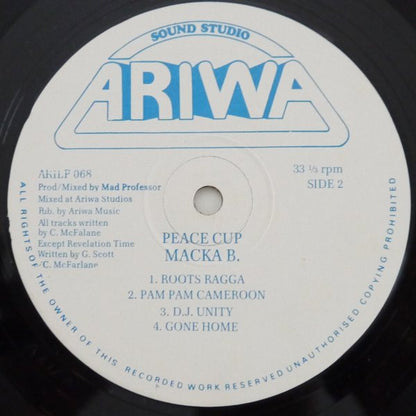 SOUND STUDIO
ARIWA
ARILP 068
33 ⅓ rpm
Prod/Mixed by Mad Professor
SIDE 2
Mixed at Ariwa Studios
Pub. by Ariwa Music
All tracks written
by C. McFalane
Except Revelation Time
Written by G. Scott
C. McFarlane
PEACE CUP
MACKA B.
1. ROOTS RAGGA
2. PAM PAM CAMEROON
3. D.J. UNITY
4. GONE HOME
ALL RIGHTS OF THE OWNER OF THIS RECORDED WORK RESERVED UNAUTHORISED COPYING PROHIBITED